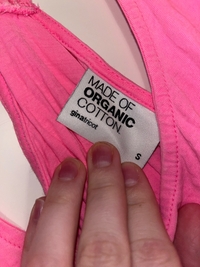 MADE OF
ORGANIC
COTTON.
ginatricot
S